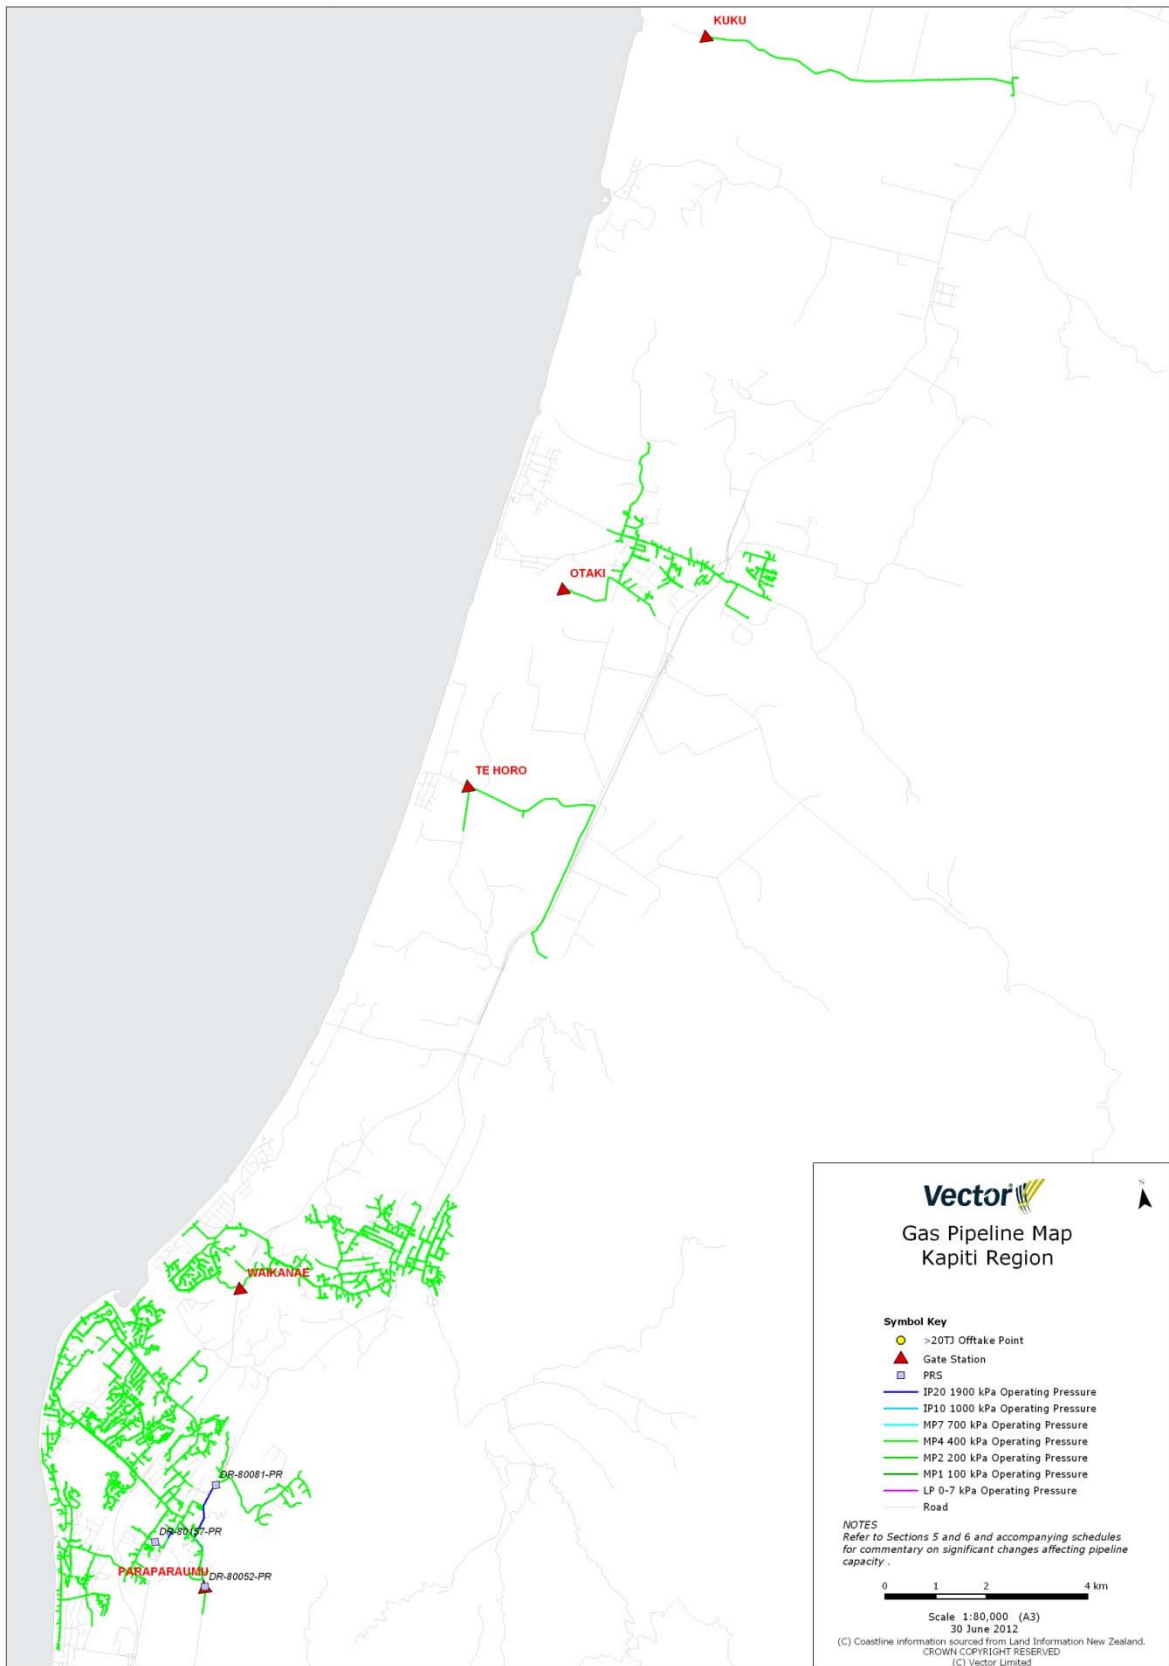 KUKU
OTAKI
TE HORO
WAIKANAE
DR-80081-PR
DR-80157-PR
PARAPARAUMU
DR-80052-PR
Vector
N
Gas Pipeline Map
Kapiti Region
Symbol Key
>20TJ Offtake Point
Gate Station
PRS
IP20 1900 kPa Operating Pressure
IP10 1000 kPa Operating Pressure
MP7 700 kPa Operating Pressure
MP4 400 kPa Operating Pressure
MP2 200 kPa Operating Pressure
MP1 100 kPa Operating Pressure
LP 0-7 kPa Operating Pressure
Road
NOTES
Refer to Sections 5 and 6 and accompanying schedules
for commentary on significant changes affecting pipeline
capacity .
0 1 2 4 km
Scale 1:80,000 (A3)
30 June 2012
(C) Coastline information sourced from Land Information New Zealand.
CROWN COPYRIGHT RESERVED
(C) Vector Limited